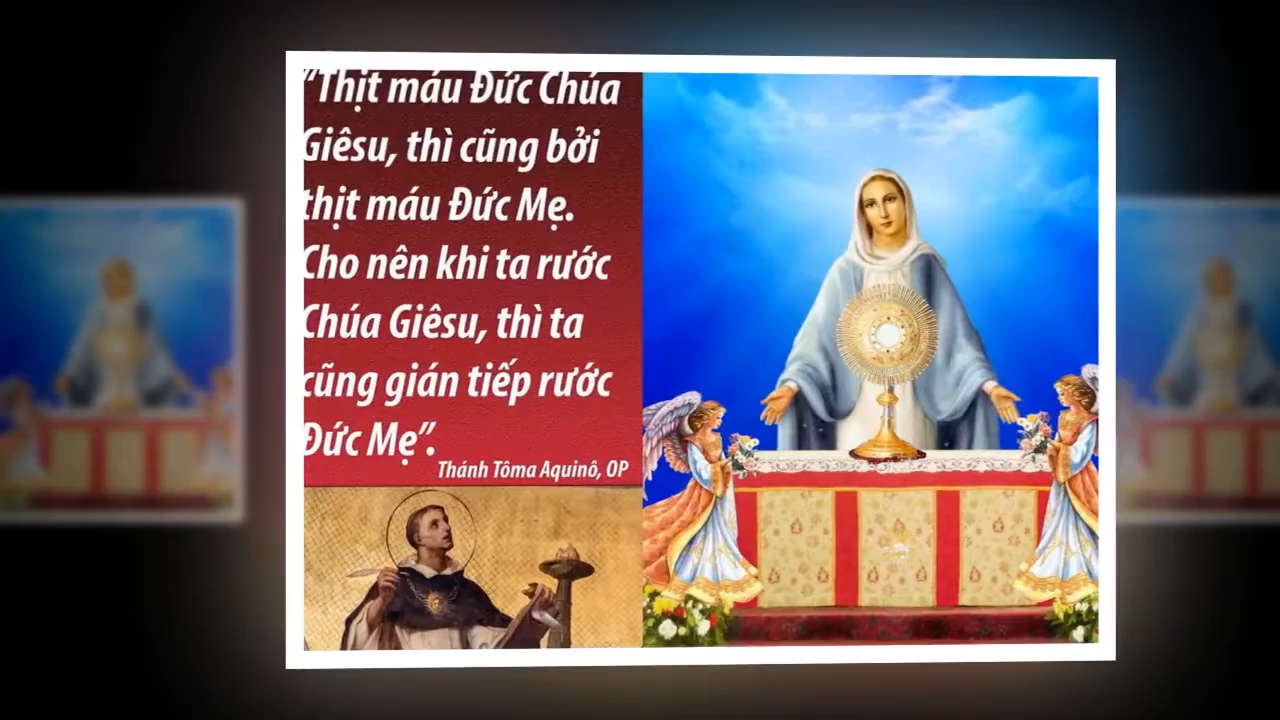 “Thịt máu Đức Chúa
Giêsu, thì cũng bởi
thịt máu Đức Mẹ.
Cho nên khi ta rước
Chúa Giêsu, thì ta
cũng gián tiếp rước
Đức Mẹ”.
Thánh Tôma Aquinô, OP